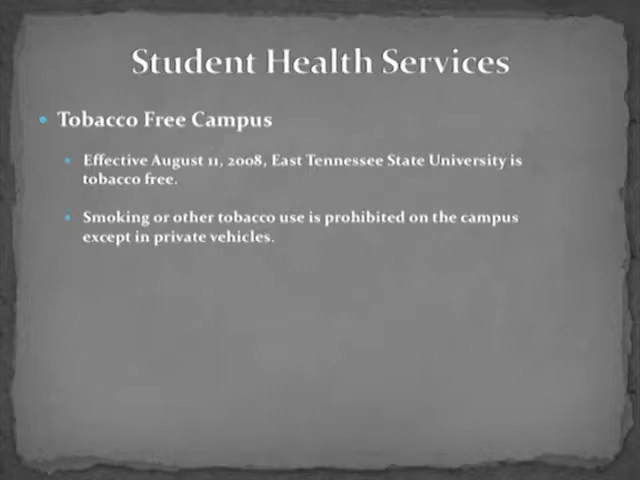 Student Health Services
Tobacco Free Campus
Effective August 11, 2008, East Tennessee State University is
tobacco free.
Smoking or other tobacco use is prohibited on the campus
except in private vehicles.